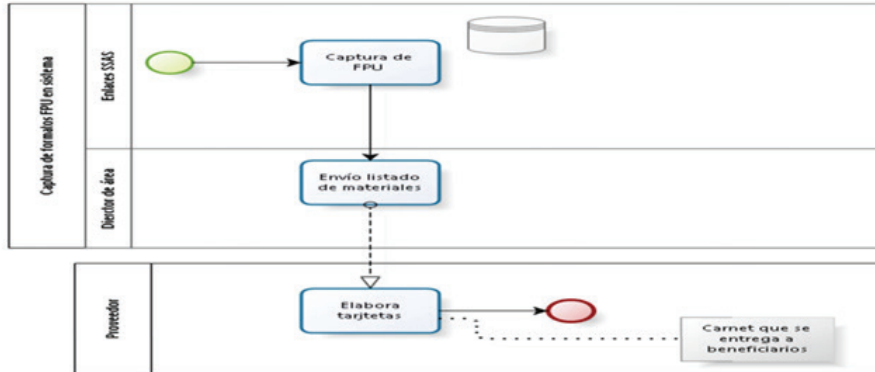 Captura de formatos FPU en sistema
Enlaces SSAS
Captura de
FPU
Dierctor de área
Envío listado
de materiales
Proveedor
Elabora
tarjtetas
Carnet que se
entrega a
beneficiarios